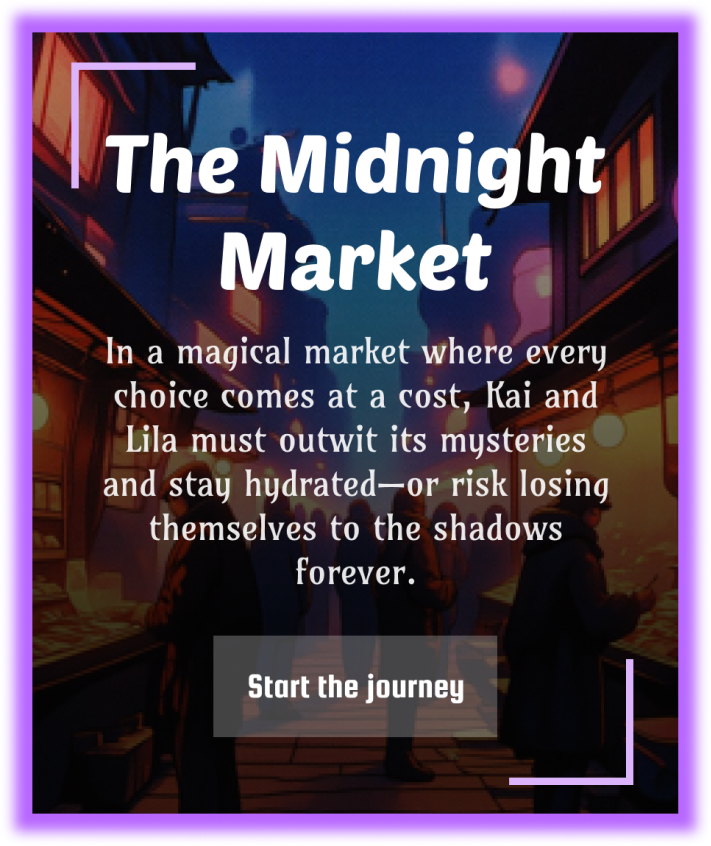 The Midnight
Market
In a magical market where every
choice comes at a cost, Kai and
Lila must outwit its mysteries
and stay hydrated—or risk losing
themselves to the shadows
forever.
Start the journey